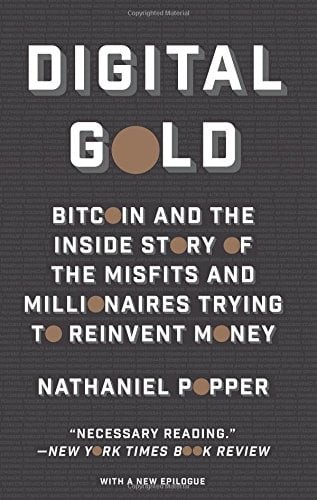 DIGITAL
GOLD
BITCOIN AND THE
INSIDE STORY OF
THE MISFITS AND
MILLIONAIRES TRYING
TO REINVENT MONEY
NATHANIEL POPPER
“NECESSARY READING.”
—NEW YORK TIMES BOOK REVIEW
WITH A NEW EPILOGUE